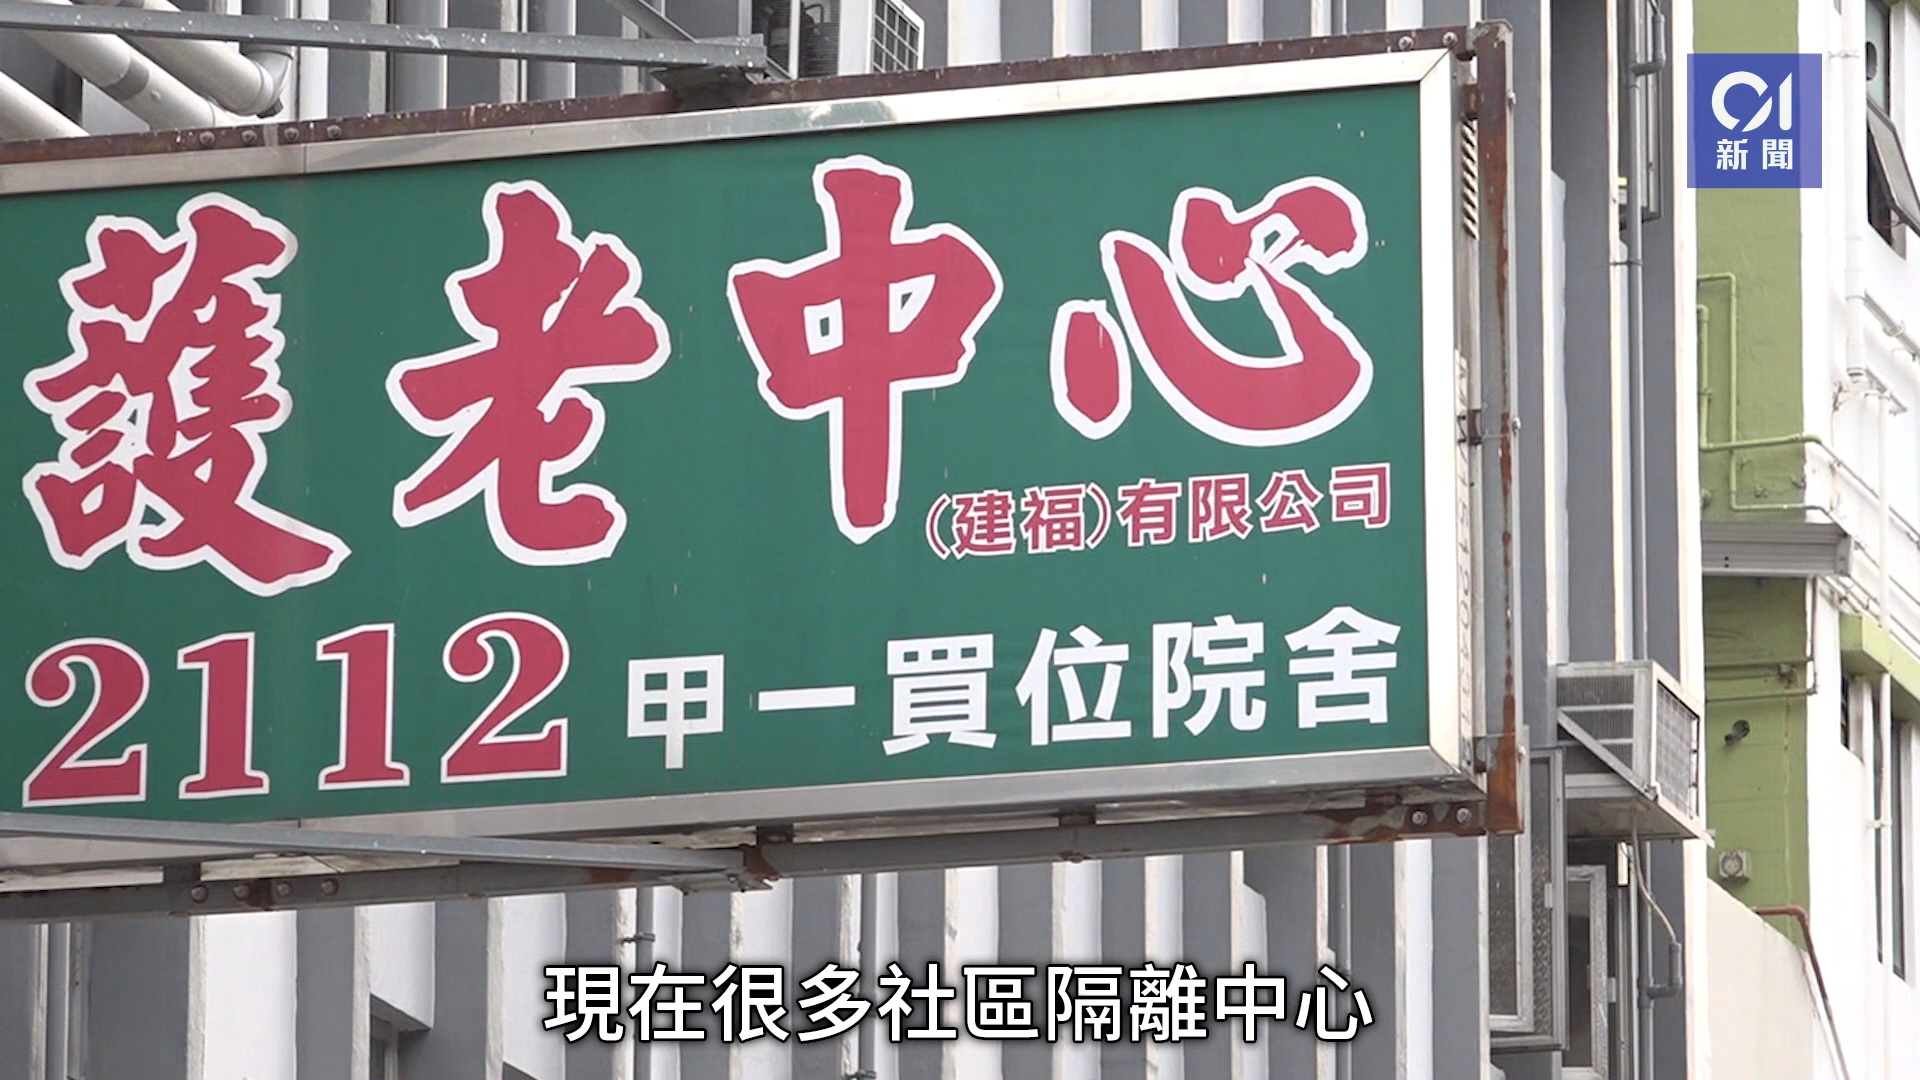 01
新聞
護老中心
(建福)有限公司
2112 甲一買位院舍
現在很多社區隔離中心